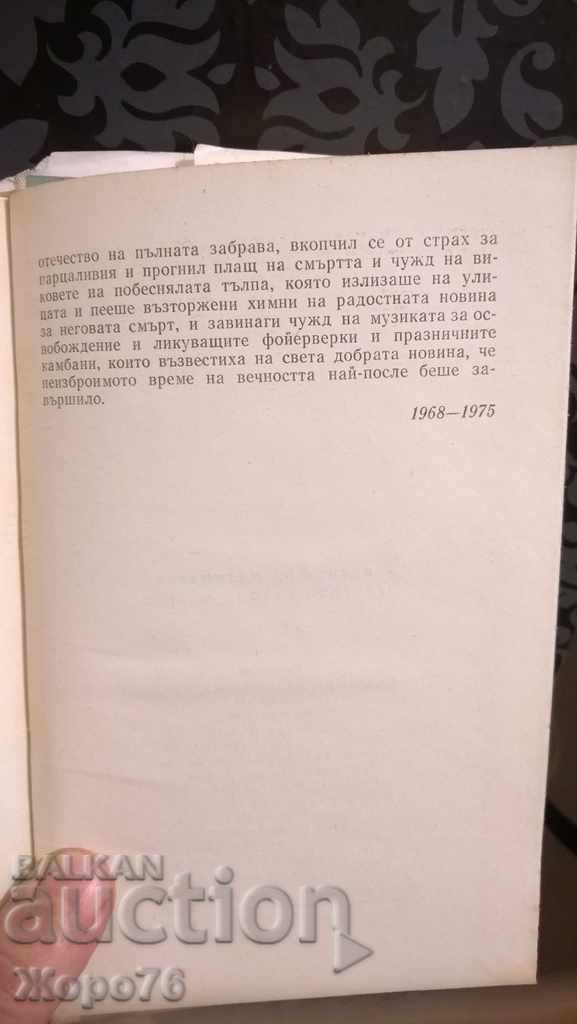 отечество на пълната забрава, вкопчил се от страх за
парцаливия и прогнил плащ на смъртта и чужд на ви-
ковете на побеснялата тълпа, която излизаше на ули-
цата и пееше възторжени химни на радостната новина
за неговата смърт, и завинаги чужд на музиката за ос-
вобождение и ликуващите фойерверки и празничните
камбани, които възвестиха на света добрата новина, че
неизброимото време на вечността най-после беше за-
вършило.
1968—1975
BALKAN
auction
Жоро76